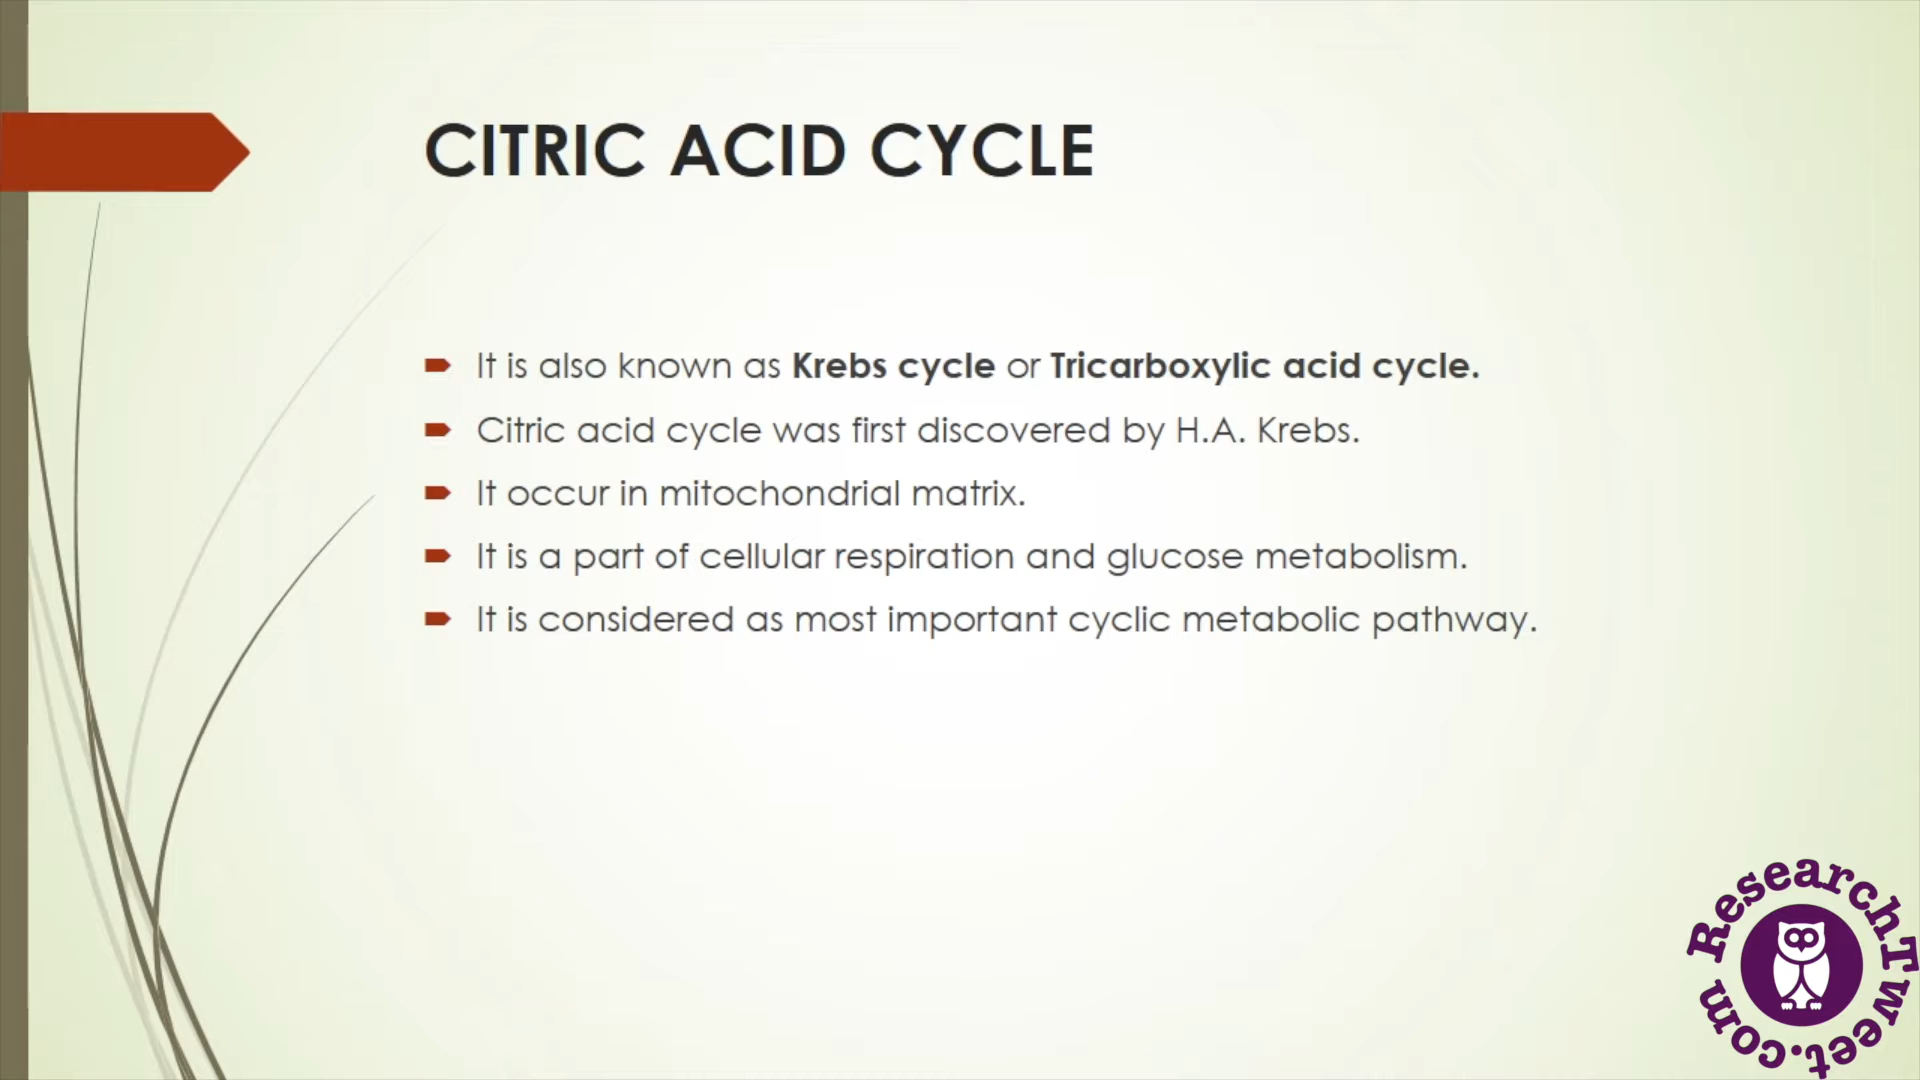 CITRIC ACID CYCLE
It is also known as Krebs cycle or Tricarboxylic acid cycle.
Citric acid cycle was first discovered by H.A. Krebs.
It occur in mitochondrial matrix.
It is a part of cellular respiration and glucose metabolism.
It is considered as most important cyclic metabolic pathway.
ResearchTweet.com